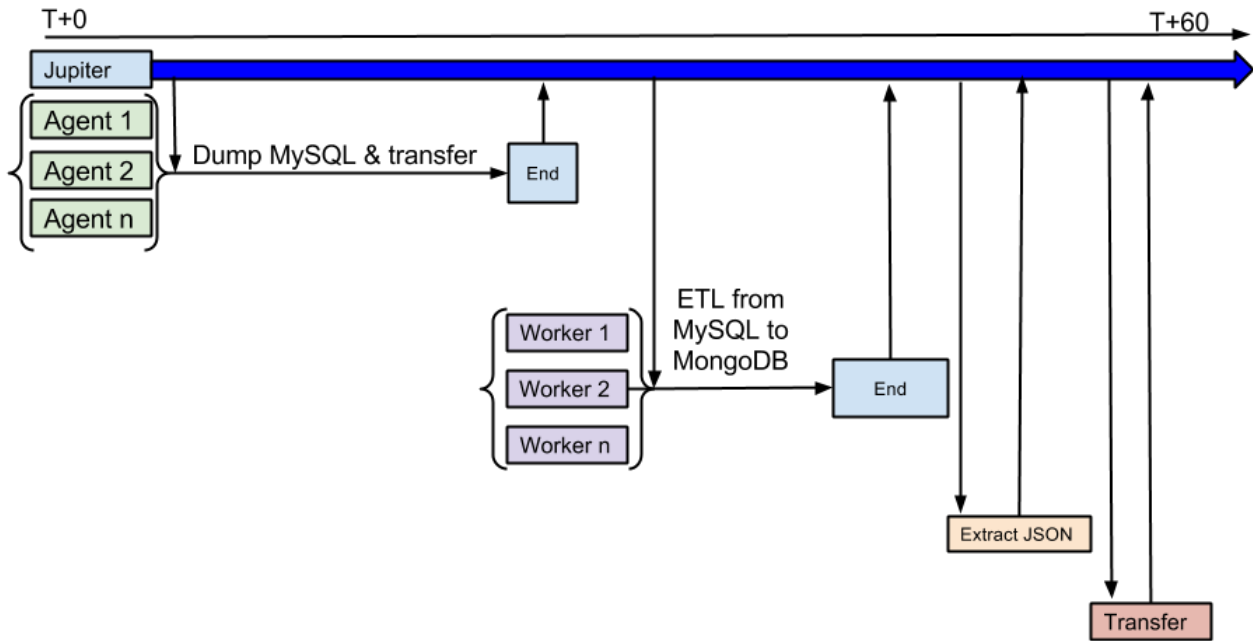 T+0
T+60
Jupiter
Agent 1
Agent 2
Agent n
Dump MySQL & transfer
End
Worker 1
Worker 2
Worker n
ETL from
MySQL to
MongoDB
End
Extract JSON
Transfer